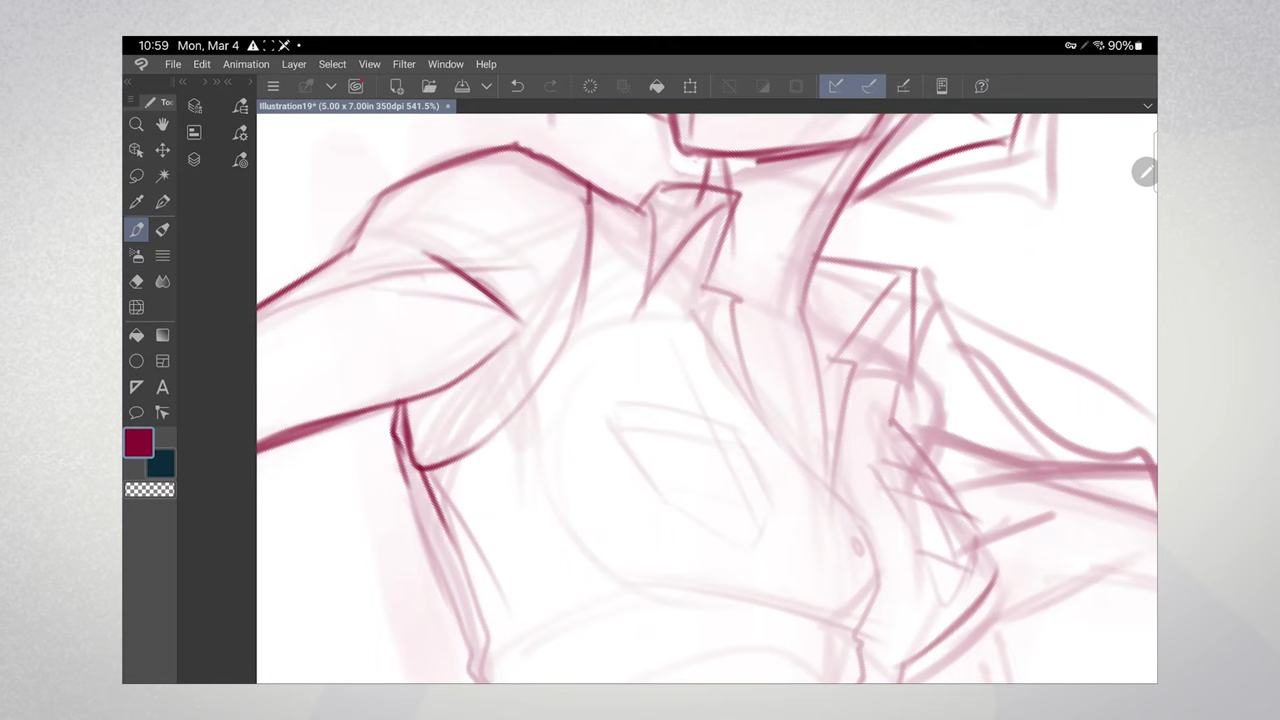 10:59 Mon, Mar 4 90%
File Edit Animation Layer Select View Filter Window Help
Illustration19* (5.00 x 7.00in 350dpi 541.5%)
Toc
A